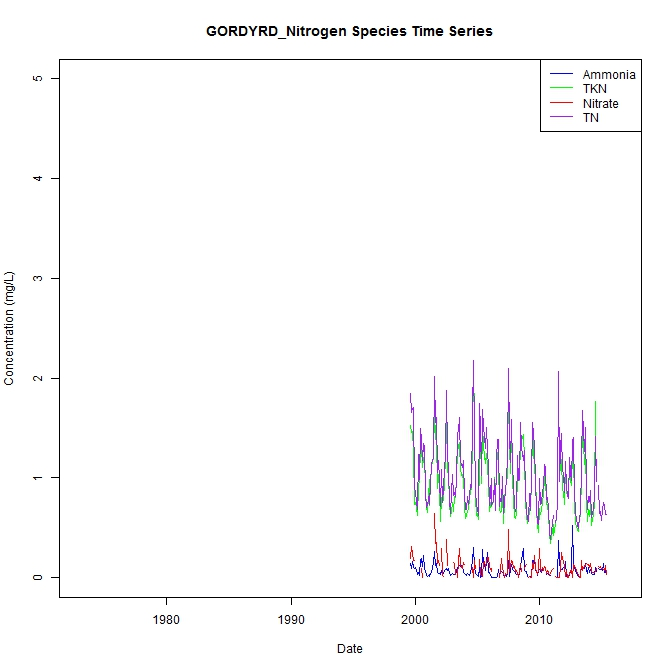 GORDYRD_Nitrogen Species Time Series
Ammonia
TKN
Nitrate
TN
5
4
3
2
1
0
Concentration (mg/L)
1980 1990 2000 2010
Date